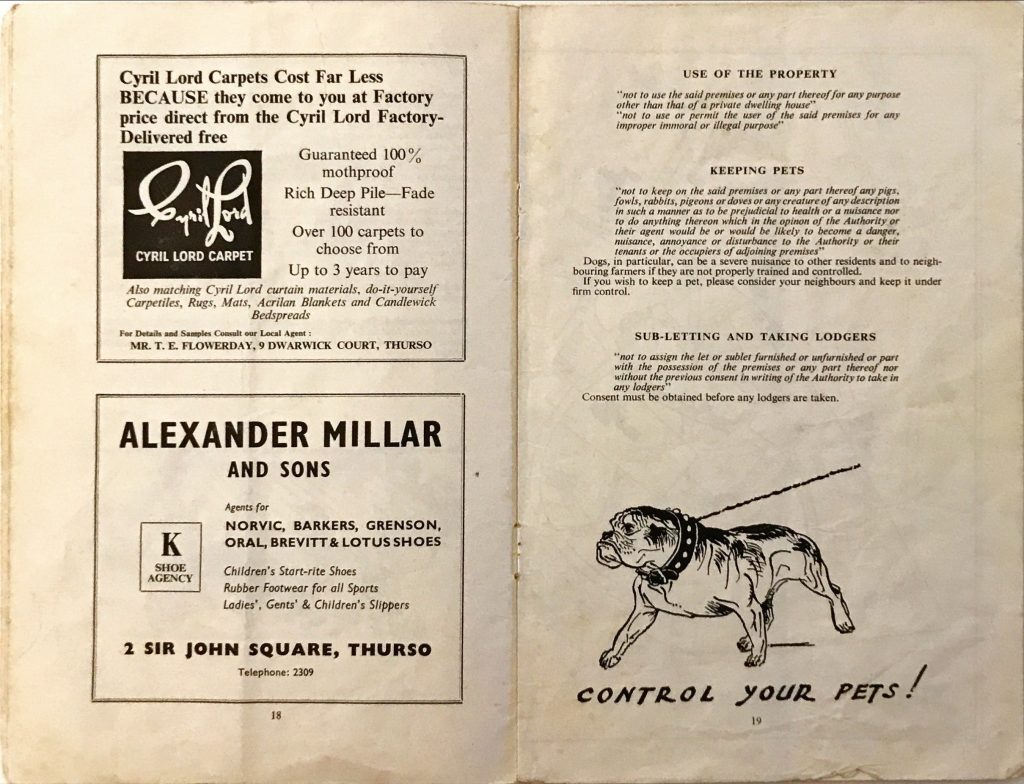 Cyril Lord Carpets Cost Far Less
BECAUSE they come to you at Factory
price direct from the Cyril Lord Factory-
Delivered free
Cyril Lord
CYRIL LORD CARPET
Guaranteed 100%
mothproof
Rich Deep Pile—Fade
resistant
Over 100 carpets to
choose from
Up to 3 years to pay
Also matching Cyril Lord curtain materials, do-it-yourself
Carpetiles, Rugs, Mats, Acrilan Blankets and Candlewick
Bedspreads
For Details and Samples Consult our Local Agent :
MR. T. E. FLOWERDAY, 9 DWARWICK COURT, THURSO
ALEXANDER MILLAR
AND SONS
Agents for
NORVIC, BARKERS, GRENSON,
ORAL, BREVITT & LOTUS SHOES
K
SHOE
AGENCY
Children's Start-rite Shoes
Rubber Footwear for all Sports
Ladies', Gents' & Children's Slippers
2 SIR JOHN SQUARE, THURSO
Telephone: 2309
18
USE OF THE PROPERTY
"not to use the said premises or any part thereof for any purpose
other than that of a private dwelling house"
"not to use or permit the user of the said premises for any
improper immoral or illegal purpose"
KEEPING PETS
"not to keep on the said premises or any part thereof any pigs,
fowls, rabbits, pigeons or doves or any creature of any description
in such a manner as to be prejudicial to health or a nuisance nor
to do anything thereon which in the opinon of the Authority or
their agent would be or would be likely to become a danger,
nuisance, annoyance or disturbance to the Authority or their
tenants or the occupiers of adjoining premises"
Dogs, in particular, can be a severe nuisance to other residents and to neigh-
bouring farmers if they are not properly trained and controlled.
If you wish to keep a pet, please consider your neighbours and keep it under
firm control.
SUB-LETTING AND TAKING LODGERS
"not to assign the let or sublet furnished or unfurnished or part
with the possession of the premises or any part thereof nor
without the previous consent in writing of the Authority to take in
any lodgers"
Consent must be obtained before any lodgers are taken.
CONTROL YOUR PETS!
19